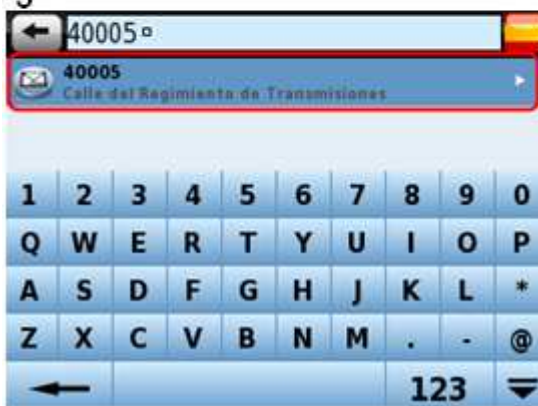 40005
40005
Calle del Regimiento de Transmisiones
1 2 3 4 5 6 7 8 9 0
Q W E R T Y U I O P
A S D F G H J K L *
Z X C V B N M . - @
123